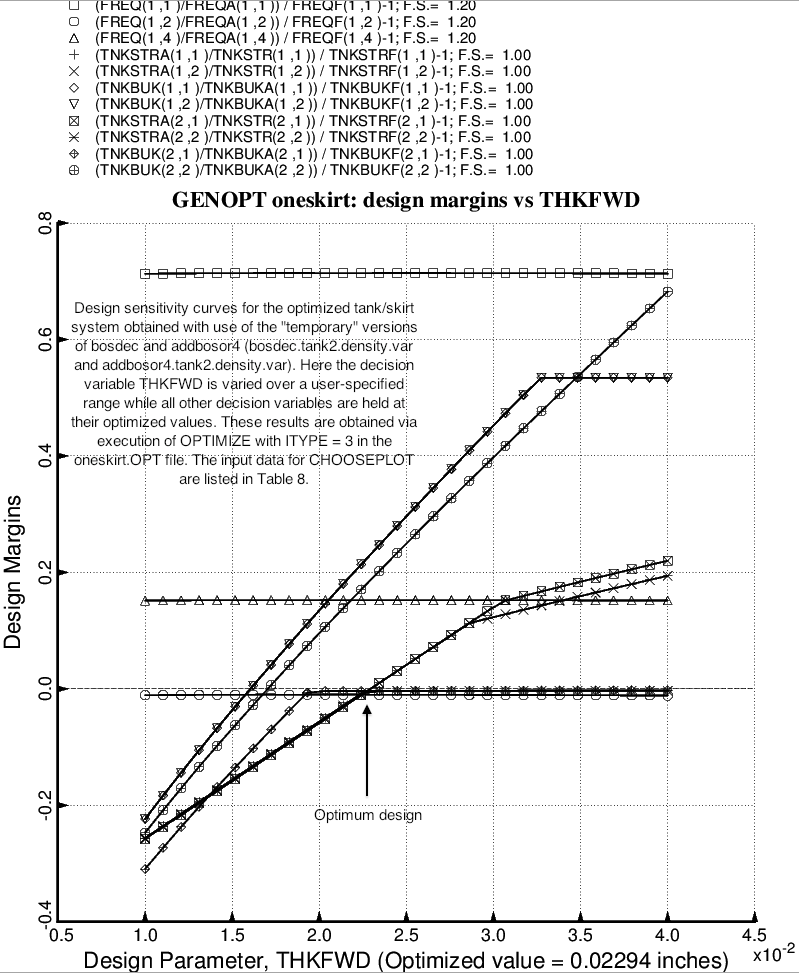 (FREQ(1 ,1 )/FREQA(1 ,1 )) / FREQF(1 ,1 )-1; F.S.= 1.20
(FREQ(1 ,2 )/FREQA(1 ,2 )) / FREQF(1 ,2 )-1; F.S.= 1.20
(FREQ(1 ,4 )/FREQA(1 ,4 )) / FREQF(1 ,4 )-1; F.S.= 1.20
(TNKSTRA(1 ,1 )/TNKSTR(1 ,1 )) / TNKSTRF(1 ,1 )-1; F.S.= 1.00
(TNKSTRA(1 ,2 )/TNKSTR(1 ,2 )) / TNKSTRF(1 ,2 )-1; F.S.= 1.00
(TNKBUK(1 ,1 )/TNKBUKA(1 ,1 )) / TNKBUKF(1 ,1 )-1; F.S.= 1.00
(TNKBUK(1 ,2 )/TNKBUKA(1 ,2 )) / TNKBUKF(1 ,2 )-1; F.S.= 1.00
(TNKSTRA(2 ,1 )/TNKSTR(2 ,1 )) / TNKSTRF(2 ,1 )-1; F.S.= 1.00
(TNKSTRA(2 ,2 )/TNKSTR(2 ,2 )) / TNKSTRF(2 ,2 )-1; F.S.= 1.00
(TNKBUK(2 ,1 )/TNKBUKA(2 ,1 )) / TNKBUKF(2 ,1 )-1; F.S.= 1.00
(TNKBUK(2 ,2 )/TNKBUKA(2 ,2 )) / TNKBUKF(2 ,2 )-1; F.S.= 1.00
GENOPT oneskirt: design margins vs THKFWD
0.8
0.6
0.4
0.2
0.0
-0.2
-0.4
Design Margins
Design sensitivity curves for the optimized tank/skirt
system obtained with use of the "temporary" versions
of bosdec and addbosor4 (bosdec.tank2.density.var
and addbosor4.tank2.density.var). Here the decision
variable THKFWD is varied over a user-specified
range while all other decision variables are held at
their optimized values. These results are obtained via
execution of OPTIMIZE with ITYPE = 3 in the
oneskirt.OPT file. The input data for CHOOSEPLOT
are listed in Table 8.
Optimum design
0.5 1.0 1.5 2.0 2.5 3.0 3.5 4.0 4.5
x10-2
Design Parameter, THKFWD (Optimized value = 0.02294 inches)